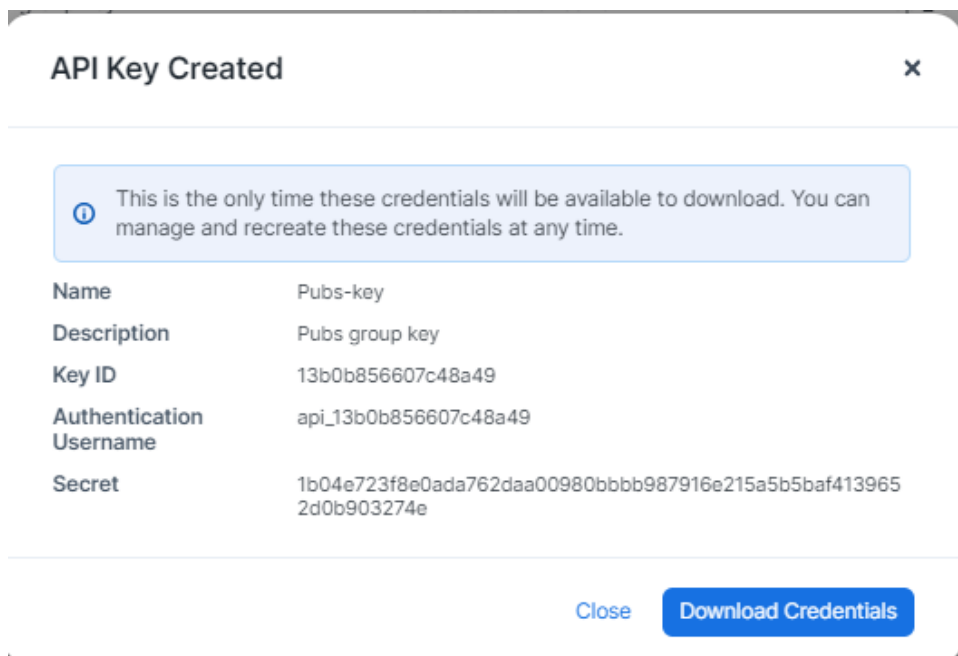 API Key Created
This is the only time these credentials will be available to download. You can
manage and recreate these credentials at any time.
Name Pubs-key
Description Pubs group key
Key ID 13b0b856607c48a49
Authentication Username api_13b0b856607c48a49
Secret 1b04e723f8e0ada762daa00980bbbb987916e215a5b5baf413965
2d0b903274e
Close Download Credentials